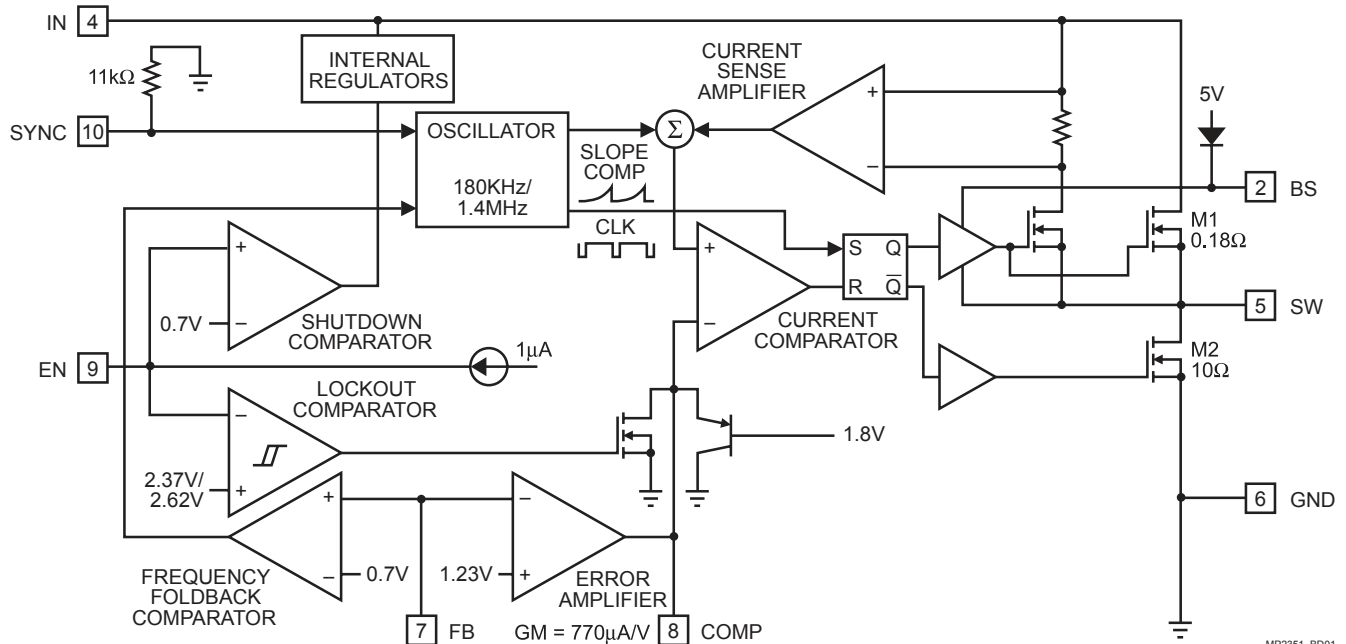 IN 4
INTERNAL
REGULATORS
CURRENT
SENSE
AMPLIFIER
+
−
11kΩ
5V
SYNC 10
OSCILLATOR
180KHz/
1.4MHz
Σ
SLOPE
COMP
CLK
2 BS
M1
0.18Ω
+
−
0.7V
SHUTDOWN
COMPARATOR
+
−
CURRENT
COMPARATOR
S Q
R Q̅
5 SW
M2
10Ω
EN 9
1µA
LOCKOUT
COMPARATOR
−
+
2.37V/
2.62V
1.8V
6 GND
+
−
0.7V
FREQUENCY
FOLDBACK
COMPARATOR
−
+
1.23V
ERROR
AMPLIFIER
7 FB
GM = 770µA/V
8 COMP
MP2351_BD01